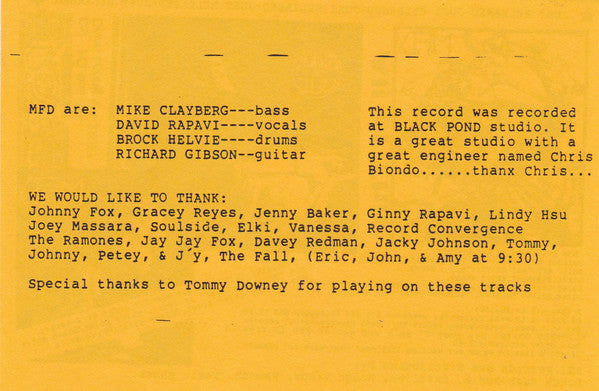 MFD are: MIKE CLAYBERG---bass
DAVID RAPAVI----vocals
BROCK HELVIE----drums
RICHARD GIBSON--guitar
This record was recorded
at BLACK POND studio. It
is a great studio with a
great engineer named Chris
Biondo......thanx Chris...
WE WOULD LIKE TO THANK:
Johnny Fox, Gracey Reyes, Jenny Baker, Ginny Rapavi, Lindy Hsu
Joey Massara, Soulside, Elki, Vanessa, Record Convergence
The Ramones, Jay Jay Fox, Davey Redman, Jacky Johnson, Tommy,
Johnny, Petey, & J´y, The Fall, (Eric, John, & Amy at 9:30)
Special thanks to Tommy Downey for playing on these tracks